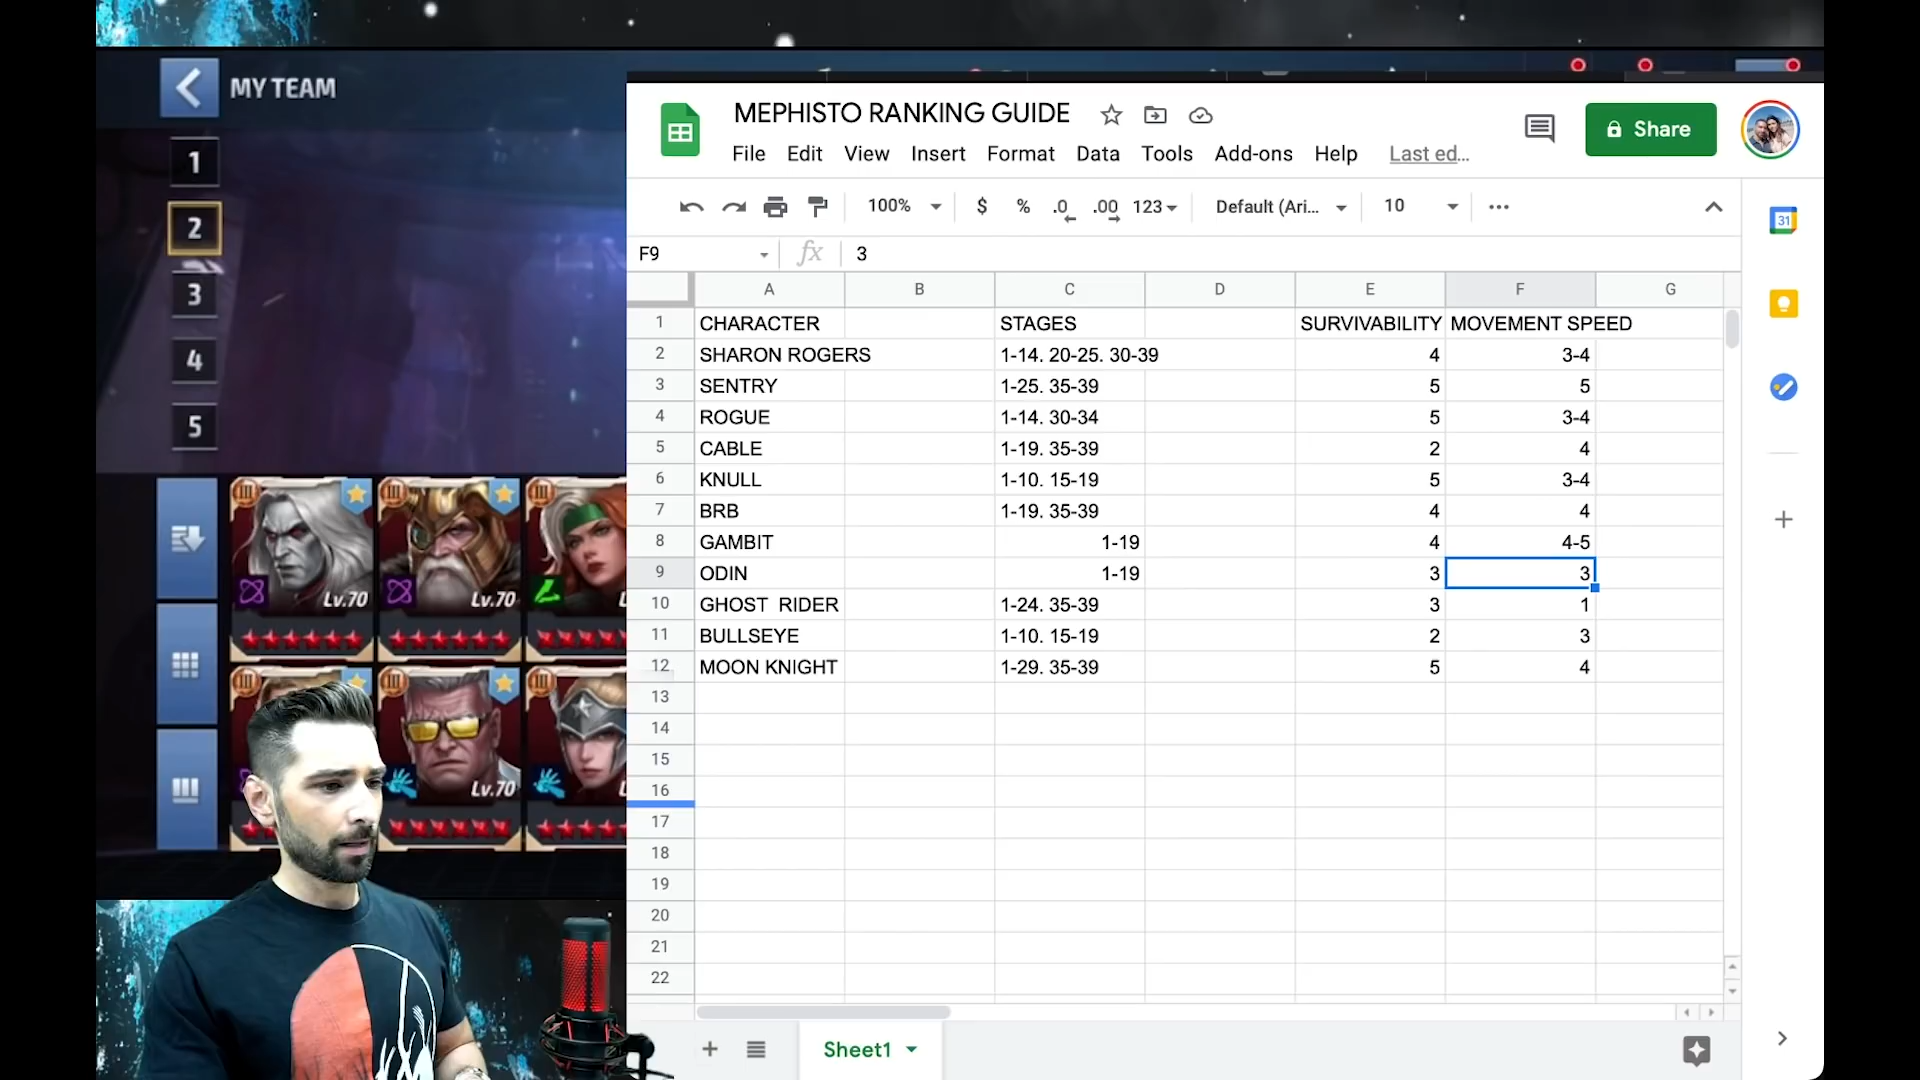 MY TEAM
1
2
3
4
5
Lv.70
Lv.70
L
Lv.70
L
MEPHISTO RANKING GUIDE
Share
File Edit View Insert Format Data Tools Add-ons Help Last ed...
100% $ % .0 .00 123 Default (Ari... 10
31
F9 fx 3
A B C D E F G
1 CHARACTER STAGES SURVIVABILITY MOVEMENT SPEED
2 SHARON ROGERS 1-14. 20-25. 30-39 4 3-4
3 SENTRY 1-25. 35-39 5 5
4 ROGUE 1-14. 30-34 5 3-4
5 CABLE 1-19. 35-39 2 4
6 KNULL 1-10. 15-19 5 3-4
7 BRB 1-19. 35-39 4 4
8 GAMBIT 1-19 4 4-5
9 ODIN 1-19 3 3
10 GHOST RIDER 1-24. 35-39 3 1
11 BULLSEYE 1-10. 15-19 2 3
12 MOON KNIGHT 1-29. 35-39 5 4
13
14
15
16
17
18
19
20
21
22
Sheet1